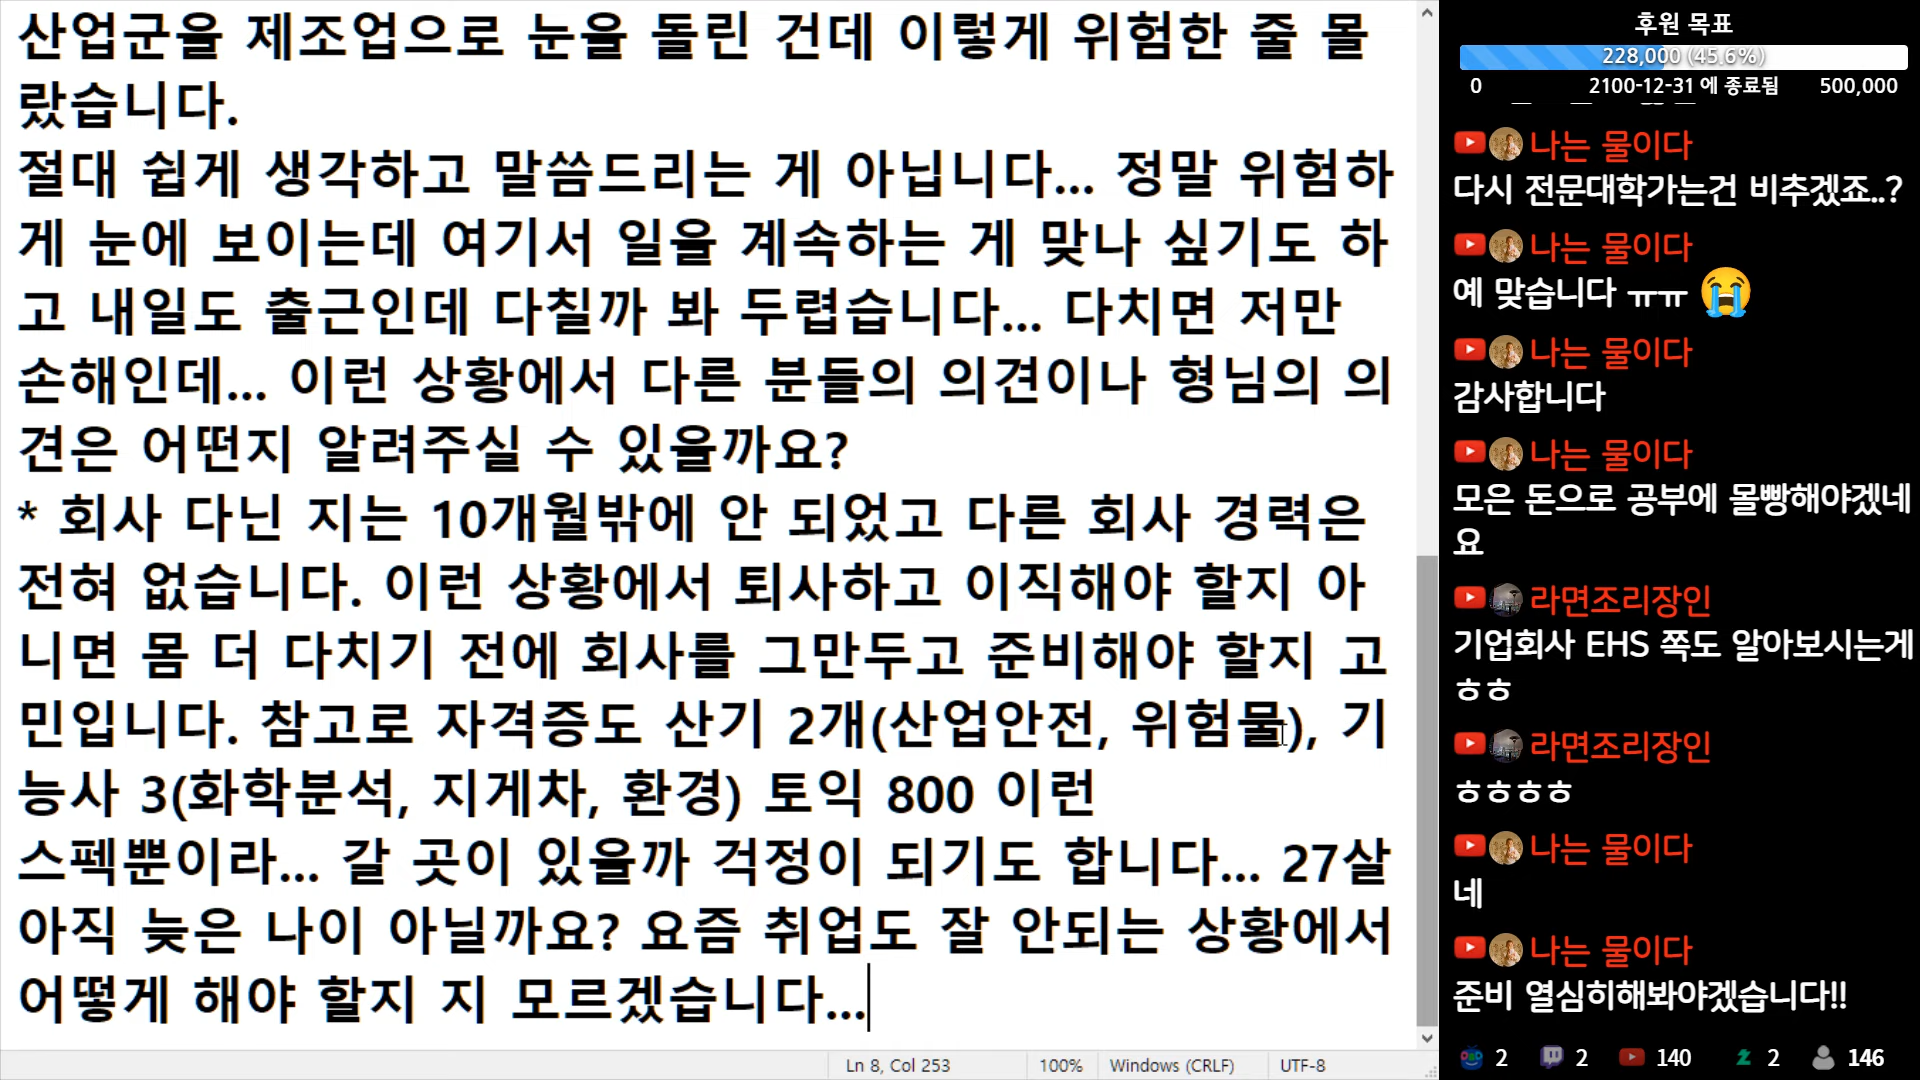 산업군을 제조업으로 눈을 돌린 건데 이렇게 위험한 줄 몰
랐습니다.
절대 쉽게 생각하고 말씀드리는 게 아닙니다... 정말 위험하
게 눈에 보이는데 여기서 일을 계속하는 게 맞나 싶기도 하
고 내일도 출근인데 다칠까 봐 두렵습니다... 다치면 저만
손해인데... 이런 상황에서 다른 분들의 의견이나 형님의 의
견은 어떤지 알려주실 수 있을까요?
* 회사 다닌 지는 10개월밖에 안 되었고 다른 회사 경력은
전혀 없습니다. 이런 상황에서 퇴사하고 이직해야 할지 아
니면 몸 더 다치기 전에 회사를 그만두고 준비해야 할지 고
민입니다. 참고로 자격증도 산기 2개(산업안전, 위험물), 기
능사 3(화학분석, 지게차, 환경) 토익 800 이런
스펙뿐이라... 갈 곳이 있을까 걱정이 되기도 합니다... 27살
아직 늦은 나이 아닐까요? 요즘 취업도 잘 안되는 상황에서
어떻게 해야 할지 지 모르겠습니다...
Ln 8, Col 253
100%
Windows (CRLF)
UTF-8
후원 목표
228,000 (45.6%)
0
2100-12-31 에 종료됨
500,000
나는 물이다
다시 전문대학가는건 비추겠죠..?
나는 물이다
예 맞습니다 ㅠㅠ 😭
나는 물이다
감사합니다
나는 물이다
모은 돈으로 공부에 몰빵해야겠네
요
라면조리장인
기업회사 EHS 쪽도 알아보시는게
ㅎㅎ
라면조리장인
ㅎㅎㅎㅎ
나는 물이다
네
나는 물이다
준비 열심히해봐야겠습니다!!
2
2
140
2
146